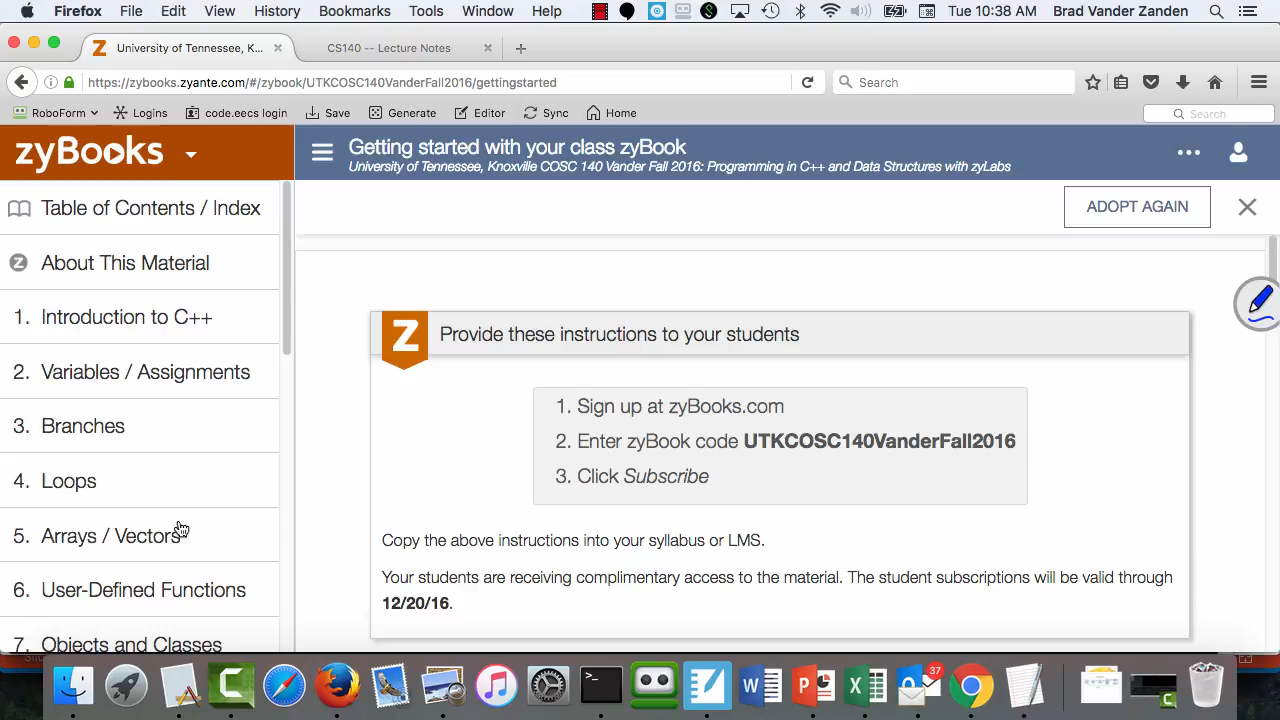 Firefox File Edit View History Bookmarks Tools Window Help Tue 10:38 AM Brad Vander Zanden
University of Tennessee, K... CS140 -- Lecture Notes
https://zybooks.zyante.com/#/zybook/UTKCOSC140VanderFall2016/gettingstarted Search
RoboForm Logins code.eecs login Save Generate Editor Sync Home Search
zyBooks
Getting started with your class zyBook
University of Tennessee, Knoxville COSC 140 Vander Fall 2016: Programming in C++ and Data Structures with zyLabs
ADOPT AGAIN
Table of Contents / Index
About This Material
1. Introduction to C++
2. Variables / Assignments
3. Branches
4. Loops
5. Arrays / Vectors
6. User-Defined Functions
7. Objects and Classes
Provide these instructions to your students
1. Sign up at zyBooks.com
2. Enter zyBook code UTKCOSC140VanderFall2016
3. Click Subscribe
Copy the above instructions into your syllabus or LMS.
Your students are receiving complimentary access to the material. The student subscriptions will be valid through
12/20/16.
37